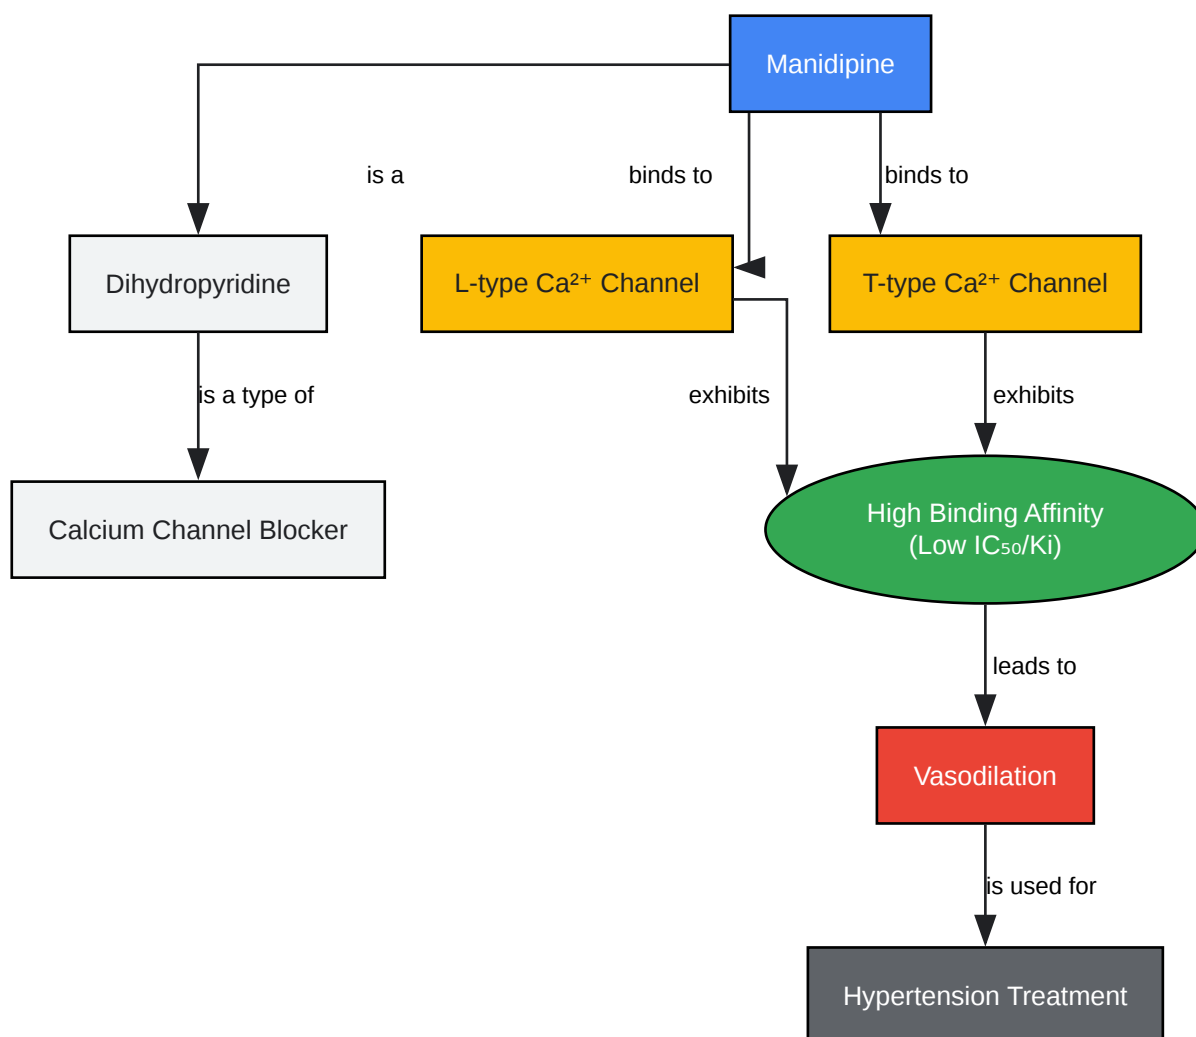 Manidipine
is a
binds to
binds to
Dihydropyridine
L-type Ca²⁺ Channel
T-type Ca²⁺ Channel
is a type of
exhibits
exhibits
Calcium Channel Blocker
High Binding Affinity
(Low IC₅₀/Ki)
leads to
Vasodilation
is used for
Hypertension Treatment